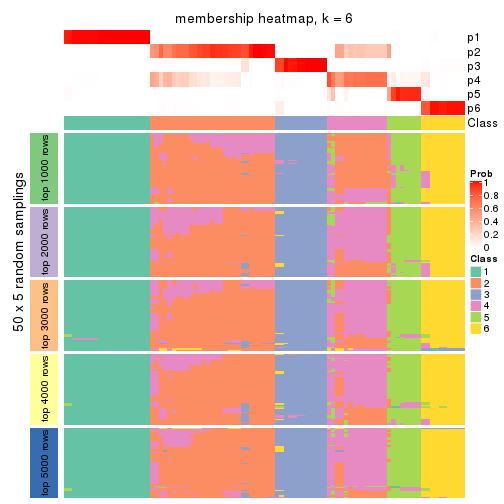 membership heatmap, k = 6
p1
p2
p3
p4
p5
p6
Class
50 x 5 random samplings
top 1000 rows
top 2000 rows
top 3000 rows
top 4000 rows
top 5000 rows
Prob
1
0.8
0.6
0.4
0.2
0
Class
1
2
3
4
5
6